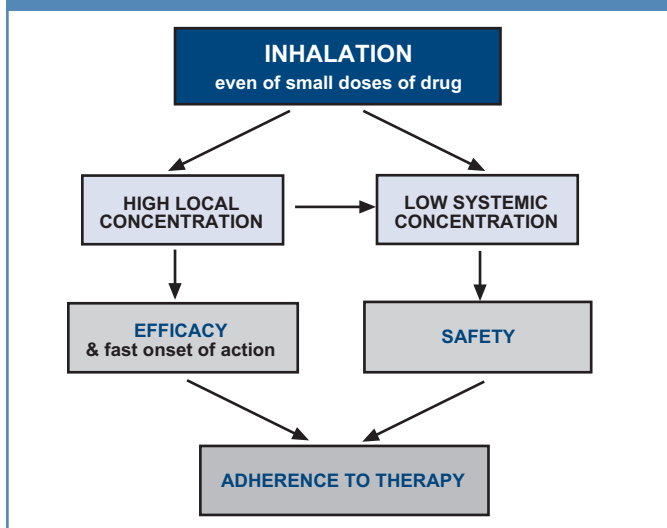 INHALATION
even of small doses of drug
HIGH LOCAL
CONCENTRATION
LOW SYSTEMIC
CONCENTRATION
EFFICACY
& fast onset of action
SAFETY
ADHERENCE TO THERAPY